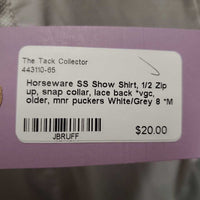 The Tack Collector
443110-65
Horseware SS Show Shirt, 1/2 Zip
up, snap collar, lace back *vgc,
older, mnr puckers White/Grey 8 *M
$20.00
JBRUFF